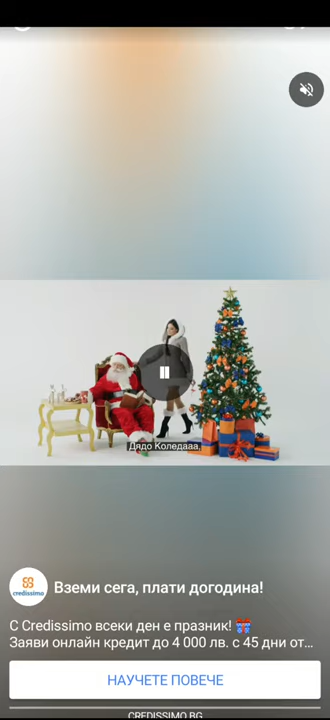 Дядо Коледааа,
credissimo
Вземи сега, плати догодина!
С Credissimo всеки ден е празник! 
Заяви онлайн кредит до 4 000 лв. с 45 дни от...
НАУЧЕТЕ ПОВЕЧЕ
CREDISSIMO.BG